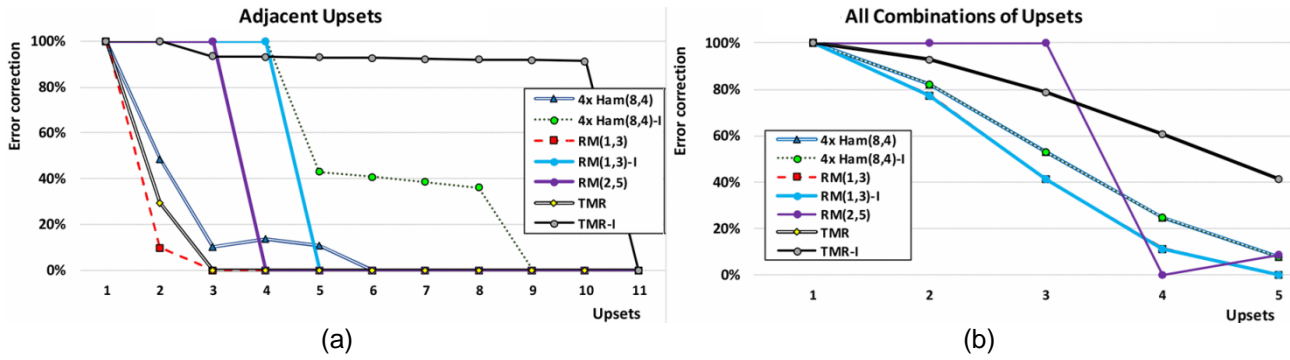 Adjacent Upsets
Error correction
100%
80%
60%
40%
20%
0%
1 2 3 4 5 6 7 8 9 10 11
Upsets
4x Ham(8,4)
4x Ham(8,4)-I
RM(1,3)
RM(1,3)-I
RM(2,5)
TMR
TMR-I
(a)
All Combinations of Upsets
Error correction
100%
80%
60%
40%
20%
0%
1 2 3 4 5
Upsets
4x Ham(8,4)
4x Ham(8,4)-I
RM(1,3)
RM(1,3)-I
RM(2,5)
TMR
TMR-I
(b)